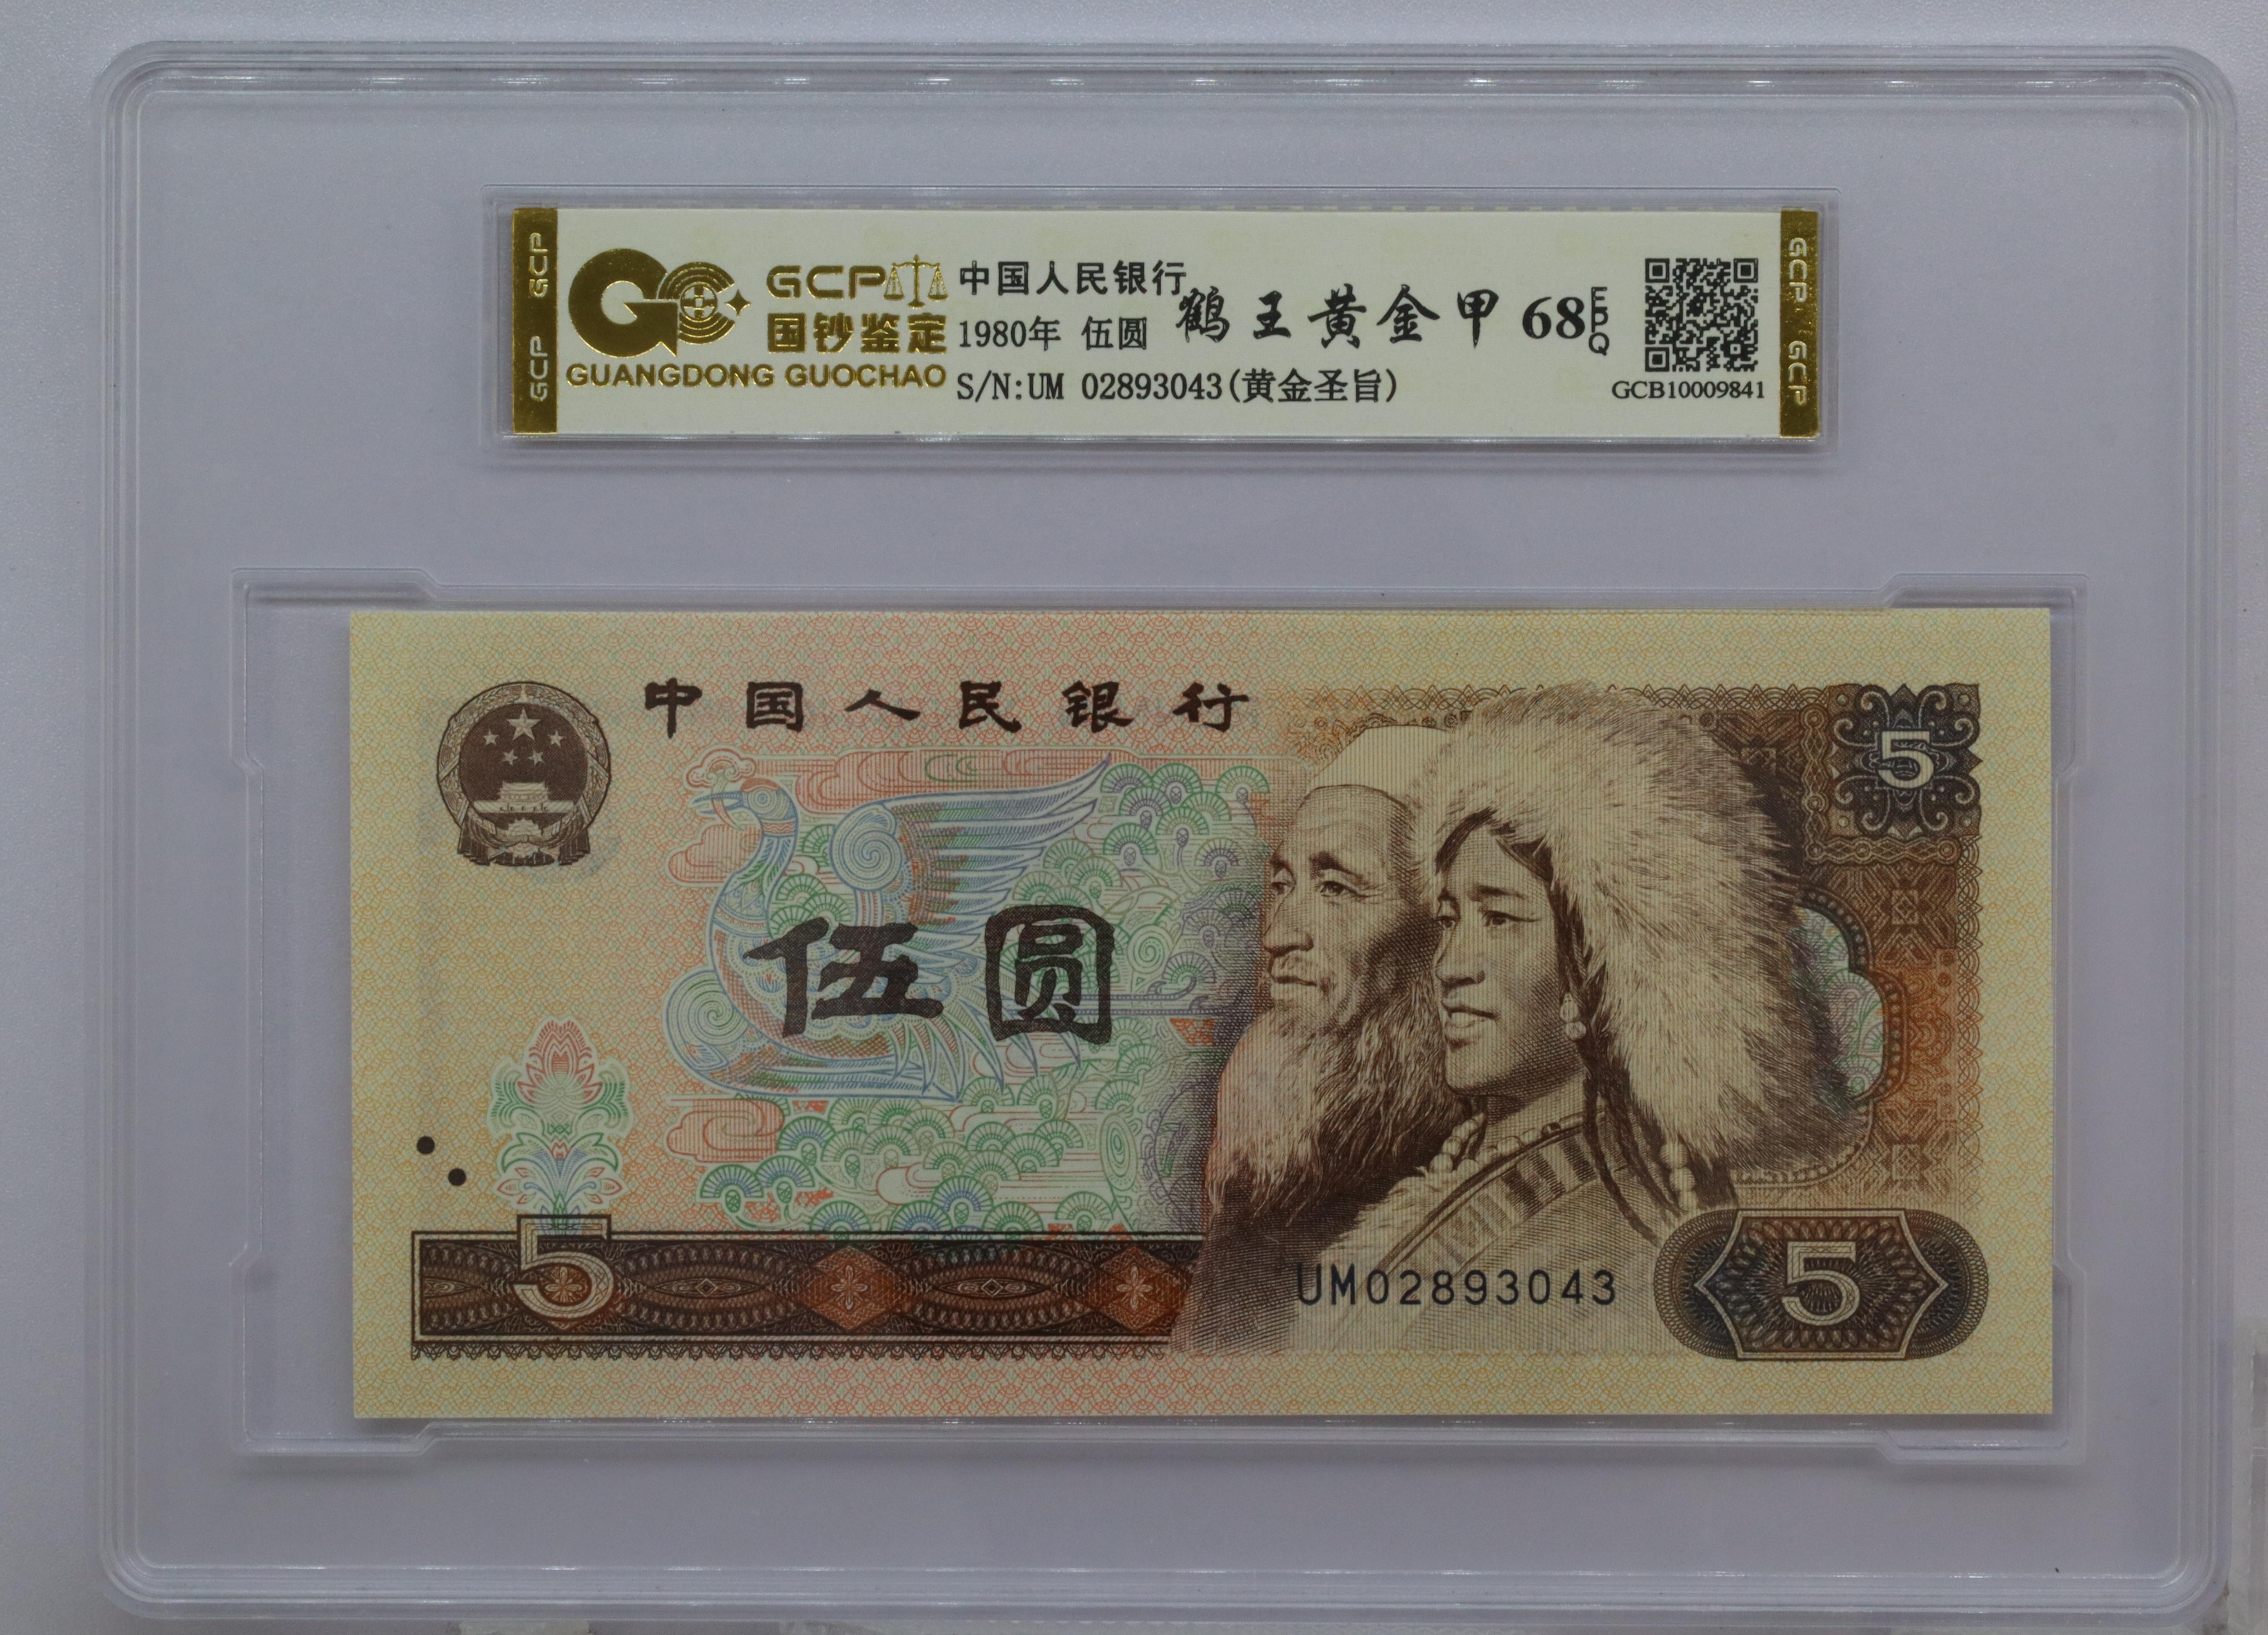 GCP GCP
GCP
国钞鉴定
GUANGDONG GUOCHAO
中国人民银行
1980年 伍圆
S/N:UM 02893043(黄金圣旨)
鹤王黄金甲 68 EPQ
GCB10009841
GCP GCP
中国人民银行
5
伍圆
5
UM02893043
5